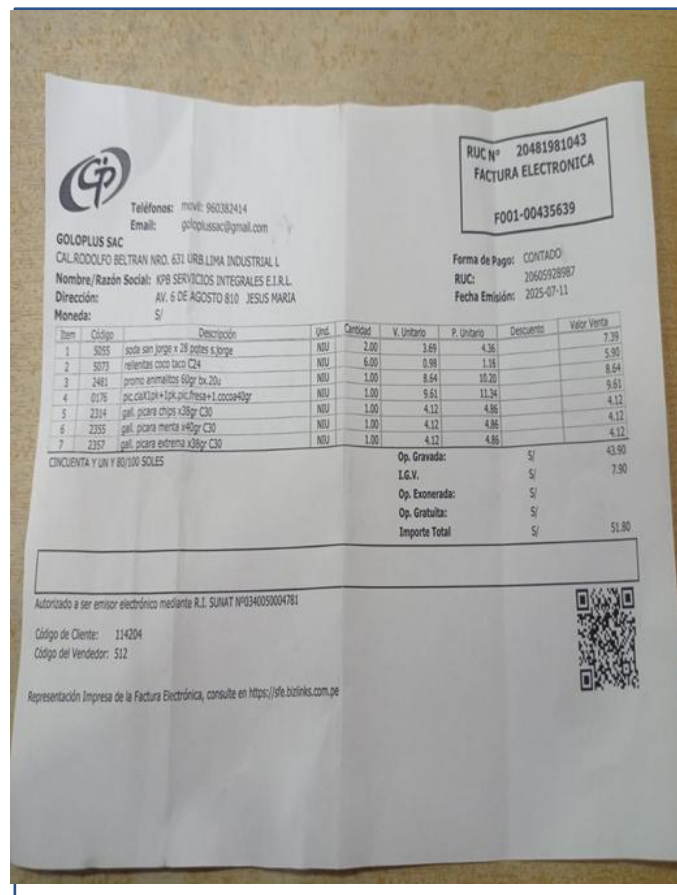 GP
RUC Nº 20481981043
FACTURA ELECTRONICA
F001-00435639
Teléfonos: movil: 960382414
Email: goloplussac@gmail.com
GOLOPLUS SAC
CAL.RODOLFO BELTRAN NRO. 631 URB.LIMA INDUSTRIAL L
Nombre/Razón Social: KPB SERVICIOS INTEGRALES E.I.R.L.
Dirección: AV. 6 DE AGOSTO 810 JESUS MARIA
Moneda: S/
Forma de Pago: CONTADO
RUC: 20605928987
Fecha Emisión: 2025-07-11
Item Código Descripción Und. Cantidad V. Unitario P. Unitario Descuento Valor Venta
1 5055 soda san jorge x 28 potes s.jorge NIU 2.00 3.69 4.36 7.39
2 5073 rellenitas coco taco C24 NIU 6.00 0.98 1.16 5.90
3 2481 promo animalitos 60gr bx.20u NIU 1.00 8.64 10.20 8.64
4 0176 pic.claX1pk+1pk.pic.fresa+1.cocoa40gr NIU 1.00 9.61 11.34 9.61
5 2314 gall. picara chips x38gr C30 NIU 1.00 4.12 4.86 4.12
6 2355 gall. picara menta x40gr C30 NIU 1.00 4.12 4.86 4.12
7 2357 gall. picara extrema x38gr C30 NIU 1.00 4.12 4.86 4.12
CINCUENTA Y UN Y 80/100 SOLES
Op. Gravada: S/ 43.90
I.G.V. S/ 7.90
Op. Exonerada: S/
Op. Gratuita: S/
Importe Total S/ 51.80
Autorizado a ser emisor electrónico mediante R.I. SUNAT Nº0340050004781
Código de Cliente: 114204
Código del Vendedor: 512
Representación Impresa de la Factura Electrónica, consulte en https://sfe.bizlinks.com.pe